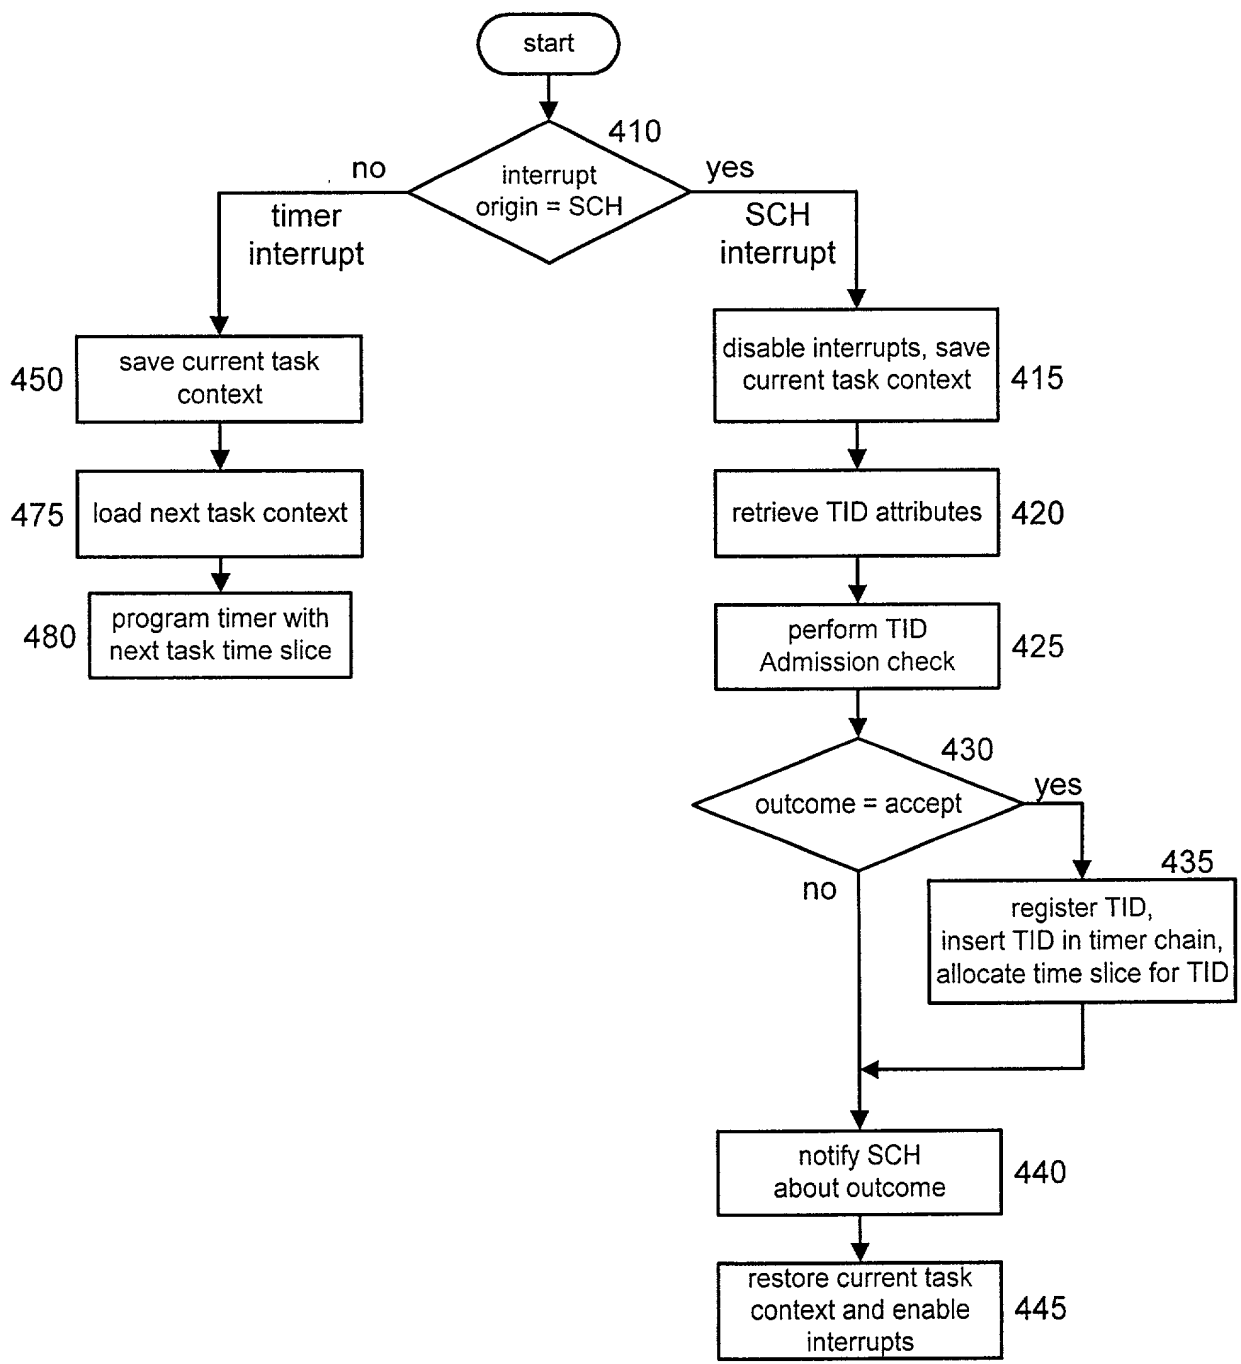 start
410
interrupt
origin = SCH
no
yes
timer
interrupt
SCH
interrupt
save current task
context
450
disable interrupts, save
current task context
415
load next task context
475
retrieve TID attributes
420
program timer with
next task time slice
480
perform TID
Admission check
425
430
outcome = accept
yes
no
435
register TID,
insert TID in timer chain,
allocate time slice for TID
notify SCH
about outcome
440
restore current task
context and enable
interrupts
445